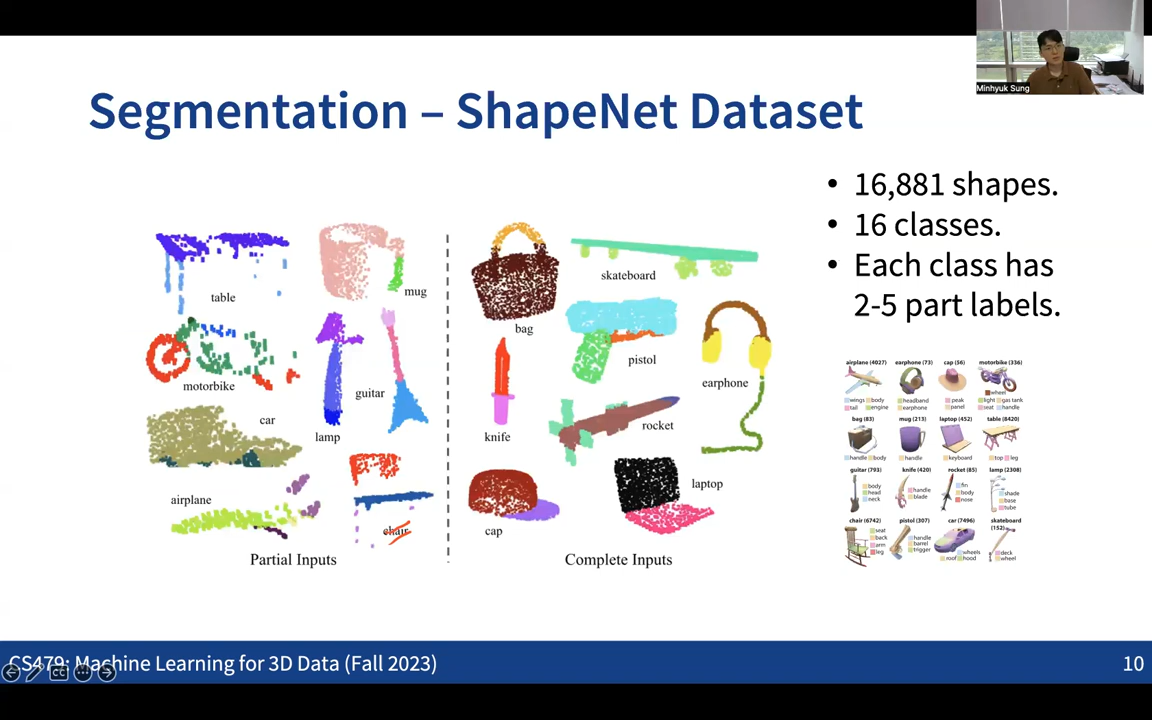 Minhyuk Sung
Segmentation – ShapeNet Dataset
• 16,881 shapes.
• 16 classes.
• Each class has
2-5 part labels.
table
mug
motorbike
guitar
car
lamp
airplane
chair
Partial Inputs
bag
skateboard
pistol
earphone
knife
rocket
laptop
cap
Complete Inputs
airplane (4027) earphone (73) cap (56) motorbike (336)
wings body
tail engine
headband
earphone
peak
panel
wheel
light gas tank
seat handle
bag (83) mug (213) laptop (452) table (8420)
handle body
handle
keyboard
top leg
guitar (793) knife (420) rocket (85) lamp (2308)
body
head
neck
handle
blade
fin
body
nose
shade
base
tube
chair (6742) pistol (307) car (7496) skateboard
(152)
seat
back
arm
leg
handle
barrel
trigger
wheels
roof hood
deck
wheel
CS479: Machine Learning for 3D Data (Fall 2023)
10
CC